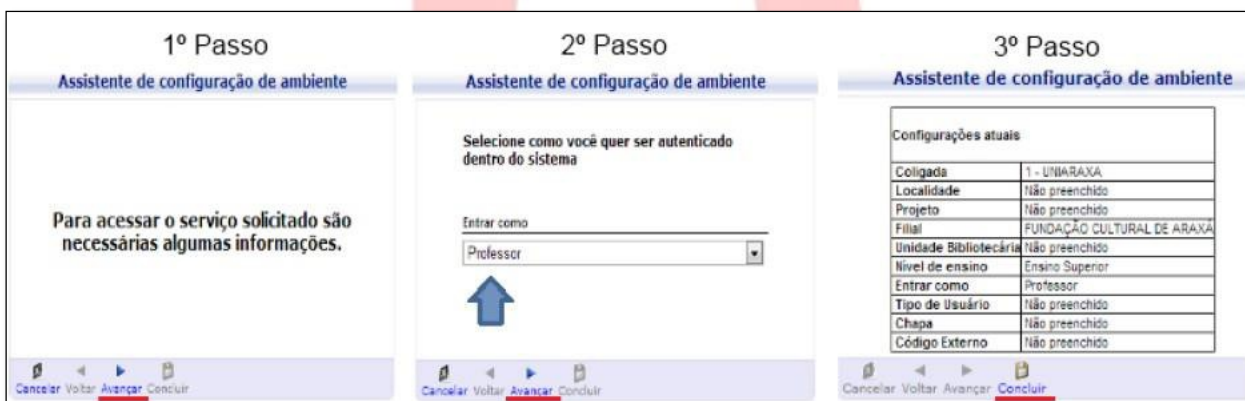 1º Passo
Assistente de configuração de ambiente
Para acessar o serviço solicitado são
necessárias algumas informações.
Cancelar Voltar Avançar Concluir
2º Passo
Assistente de configuração de ambiente
Selecione como você quer ser autenticado
dentro do sistema
Entrar como
Professor
Cancelar Voltar Avançar Concluir
3º Passo
Assistente de configuração de ambiente
Configurações atuais
Coligada 1 - UNIARAXA
Localidade Não preenchido
Projeto Não preenchido
Filial FUNDAÇÃO CULTURAL DE ARAXÁ
Unidade Bibliotecária Não preenchido
Nivel de ensino Ensino Superior
Entrar como Professor
Tipo de Usuário Não preenchido
Chapa Não preenchido
Código Externo Não preenchido
Cancelar Voltar Avançar Concluir